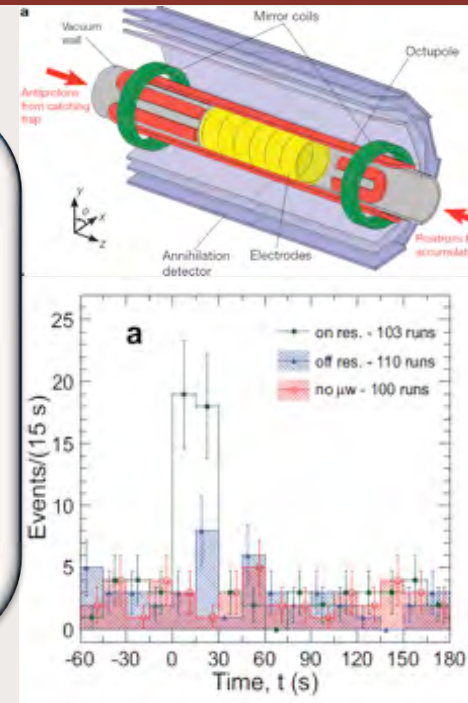 a
Mirror coils
Vacuum
wall
Octupole
Antiprotons
from catching
trap
y
x
z
Annihilation
detector
Electrodes
Positrons
accumulat
a
on res. - 103 runs
off res. - 110 runs
no μw - 100 runs
Events/(15 s)
25
20
15
10
5
0
-60 -30 0 30 60 90 120 150 180
Time, t (s)